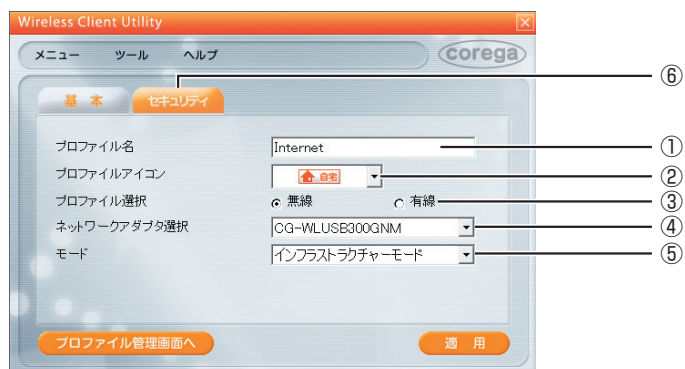 Wireless Client Utility
メニュー ツール ヘルプ corega
基 本 セキュリティ ⑥
プロファイル名 Internet ①
プロファイルアイコン 自宅 ②
プロファイル選択 無線 有線 ③
ネットワークアダプタ選択 CG-WLUSB300GNM ④
モード インフラストラクチャーモード ⑤
プロファイル管理画面へ 適 用